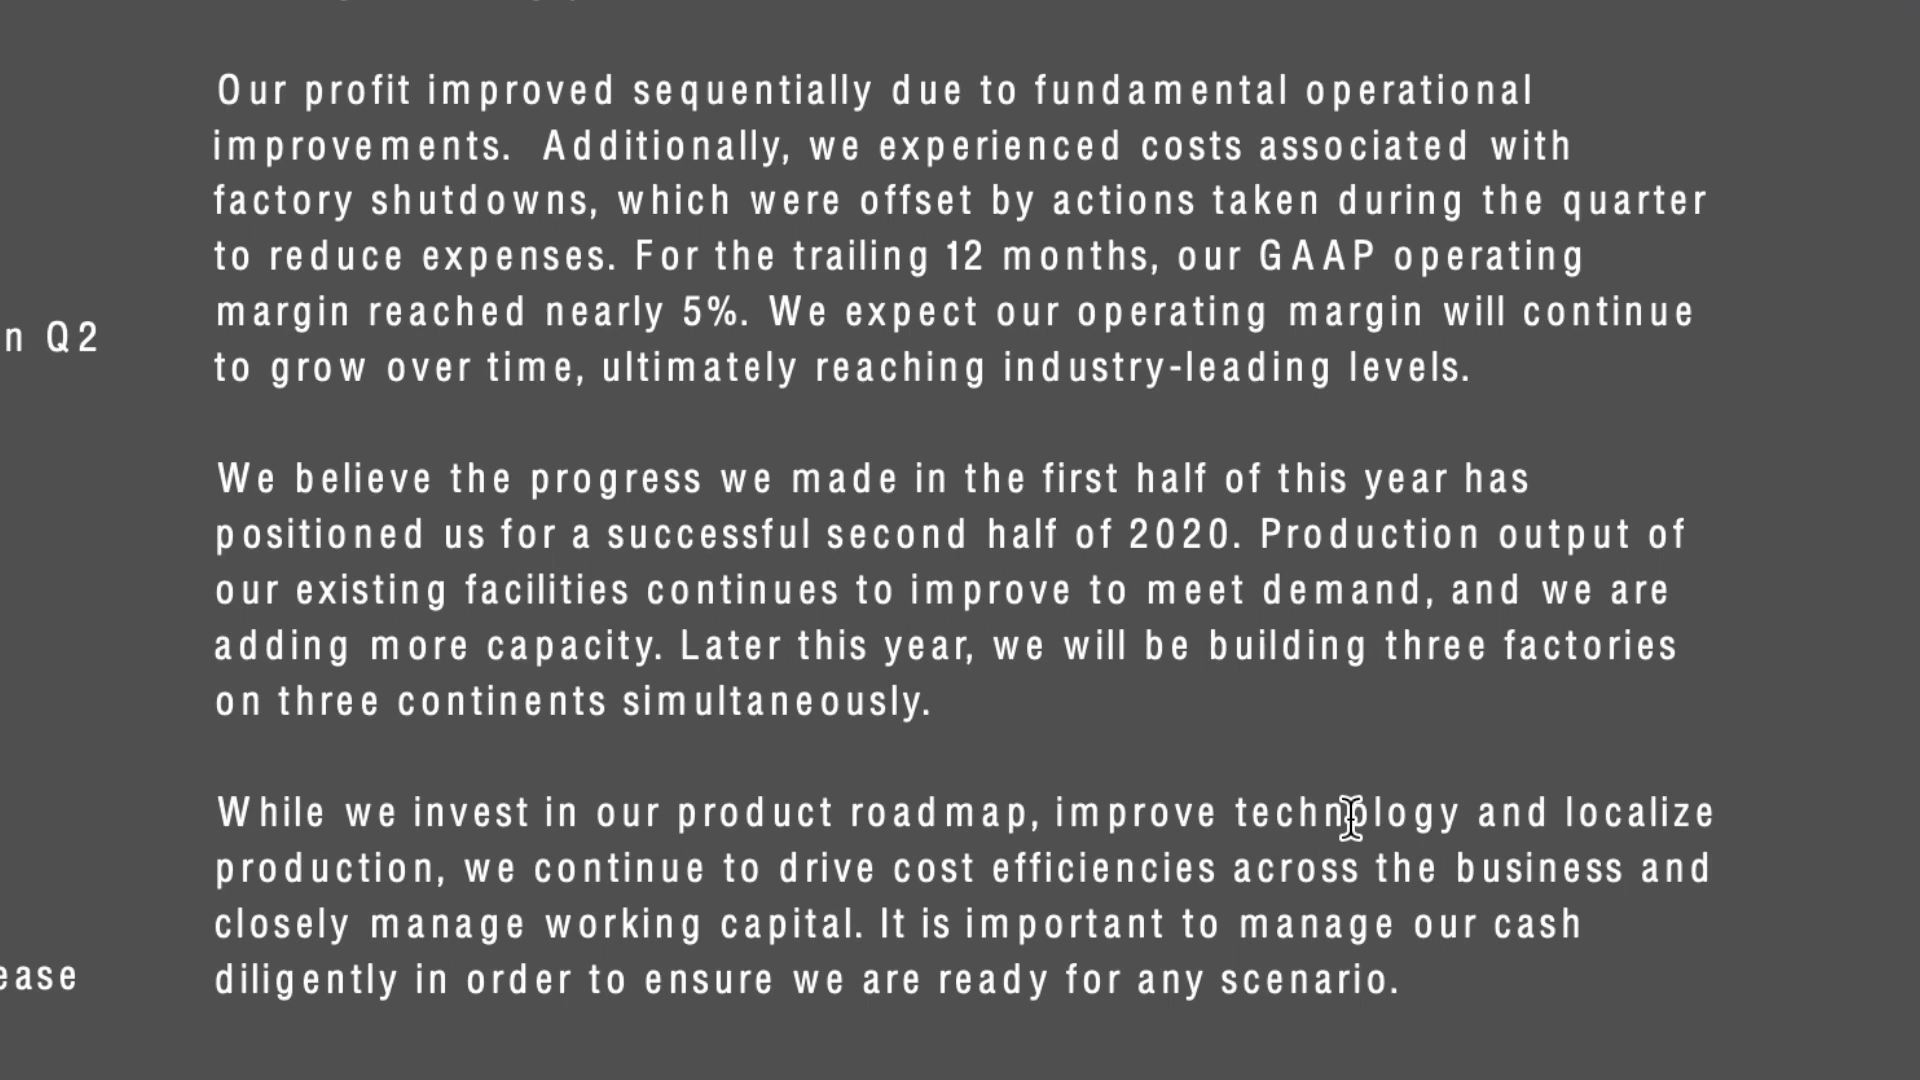 Our profit improved sequentially due to fundamental operational
improvements.  Additionally, we experienced costs associated with
factory shutdowns, which were offset by actions taken during the quarter
to reduce expenses. For the trailing 12 months, our GAAP operating
margin reached nearly 5%. We expect our operating margin will continue
to grow over time, ultimately reaching industry-leading levels.
n Q2
We believe the progress we made in the first half of this year has
positioned us for a successful second half of 2020. Production output of
our existing facilities continues to improve to meet demand, and we are
adding more capacity. Later this year, we will be building three factories
on three continents simultaneously.
While we invest in our product roadmap, improve technology and localize
production, we continue to drive cost efficiencies across the business and
closely manage working capital. It is important to manage our cash
diligently in order to ensure we are ready for any scenario.
ease